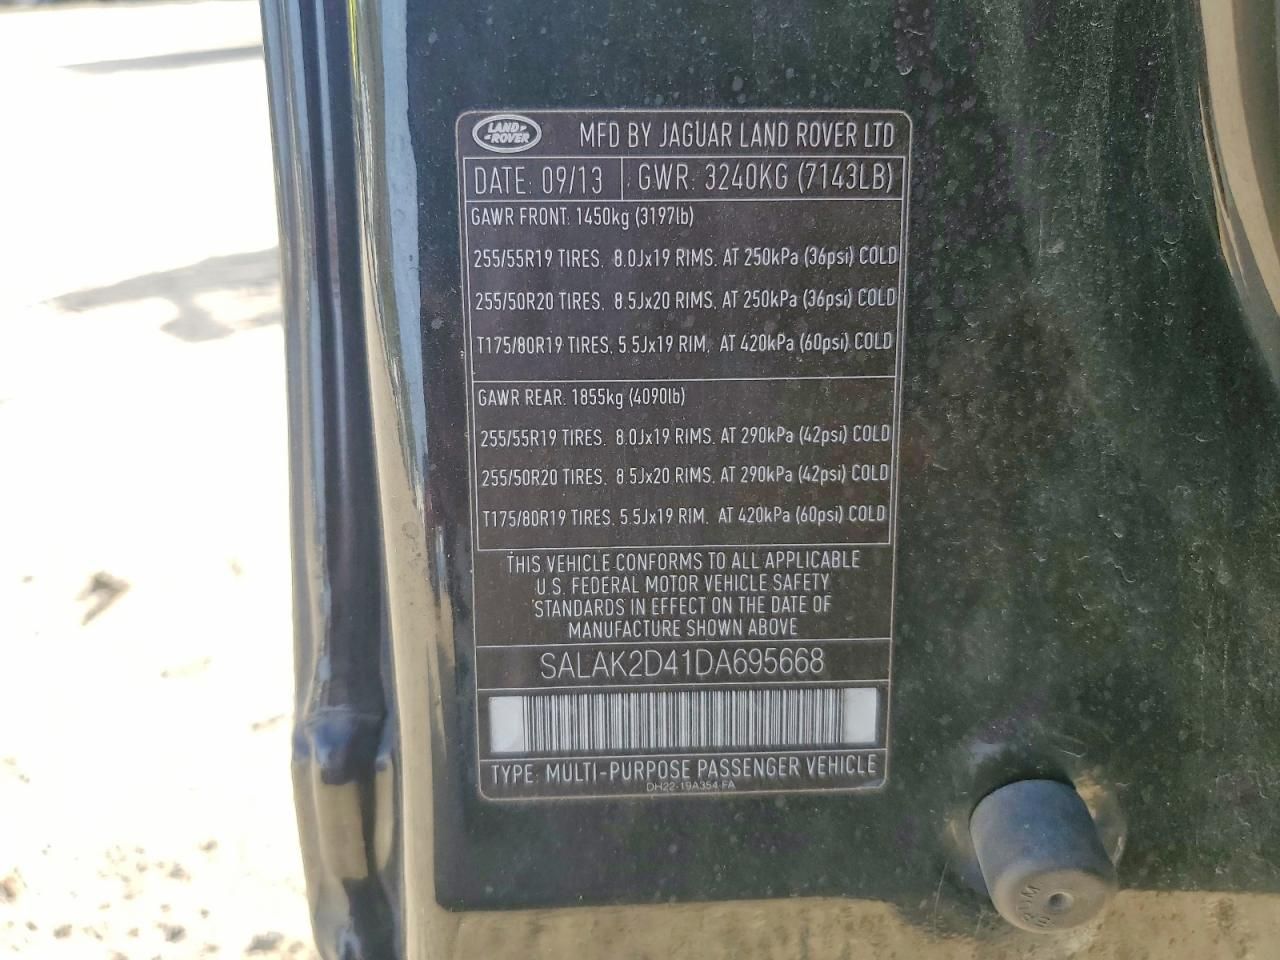 LAND ROVER
MFD BY JAGUAR LAND ROVER LTD
DATE: 09/13 GWR: 3240KG (7143LB)
GAWR FRONT: 1450kg (3197lb)
255/55R19 TIRES, 8.0Jx19 RIMS, AT 250kPa (36psi) COLD
255/50R20 TIRES, 8.5Jx20 RIMS, AT 250kPa (36psi) COLD
T175/80R19 TIRES, 5.5Jx19 RIM, AT 420kPa (60psi) COLD
GAWR REAR: 1855kg (4090lb)
255/55R19 TIRES, 8.0Jx19 RIMS, AT 290kPa (42psi) COLD
255/50R20 TIRES, 8.5Jx20 RIMS, AT 290kPa (42psi) COLD
T175/80R19 TIRES, 5.5Jx19 RIM, AT 420kPa (60psi) COLD
THIS VEHICLE CONFORMS TO ALL APPLICABLE
U.S. FEDERAL MOTOR VEHICLE SAFETY
STANDARDS IN EFFECT ON THE DATE OF
MANUFACTURE SHOWN ABOVE
SALAK2D41DA695668
TYPE: MULTI-PURPOSE PASSENGER VEHICLE
DH22-19A354-FA